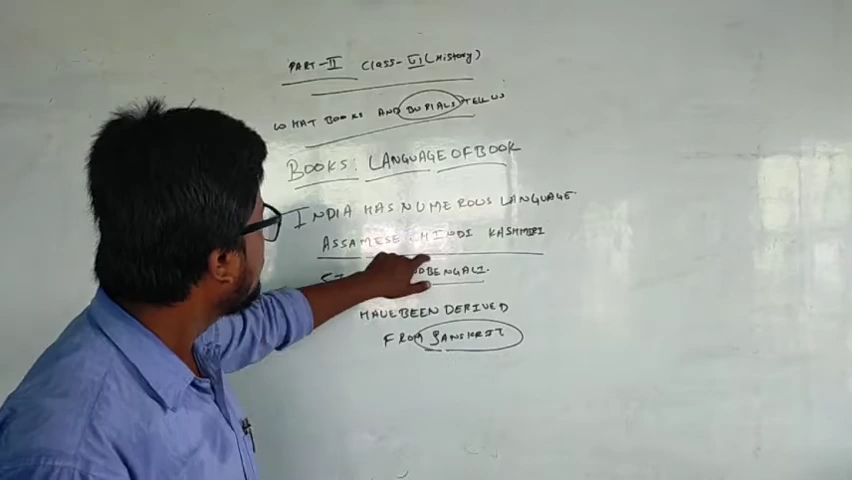 PART-II CLASS-VI (History)
WHAT BOOKS AND BURIALS TELL US
BOOKS: LANGUAGE OF BOOK
INDIA HAS NUMEROUS LANGUAGE
ASSAMESE HINDI KASHMIRI
BENGALI.
HAVE BEEN DERIVED
FROM SANSKRIT